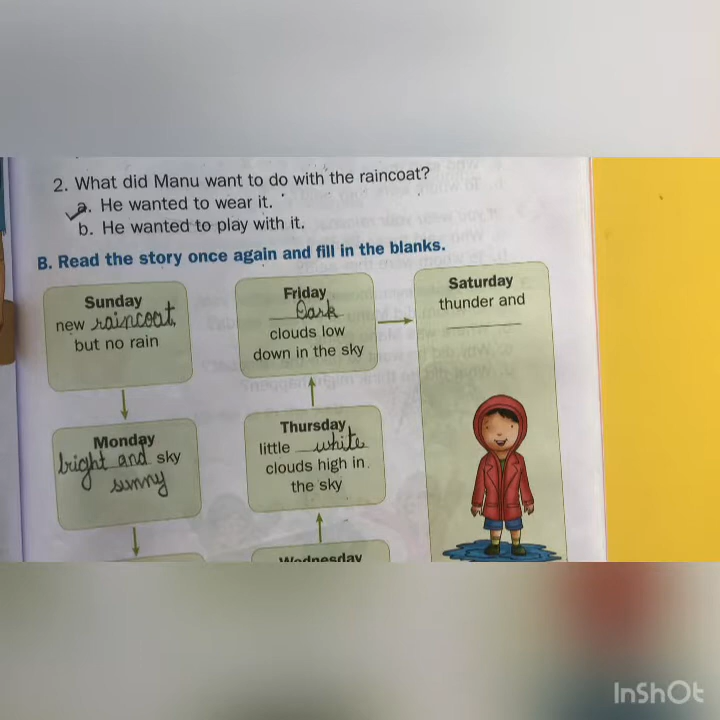 2. What did Manu want to do with the raincoat?
a. He wanted to wear it.
b. He wanted to play with it.
B. Read the story once again and fill in the blanks.
Sunday
new raincoat,
but no rain
Monday
bright and sky
sunny
Friday
Dark
clouds low
down in the sky
Thursday
little white
clouds high in
the sky
Wednesday
Saturday
thunder and
InShOt